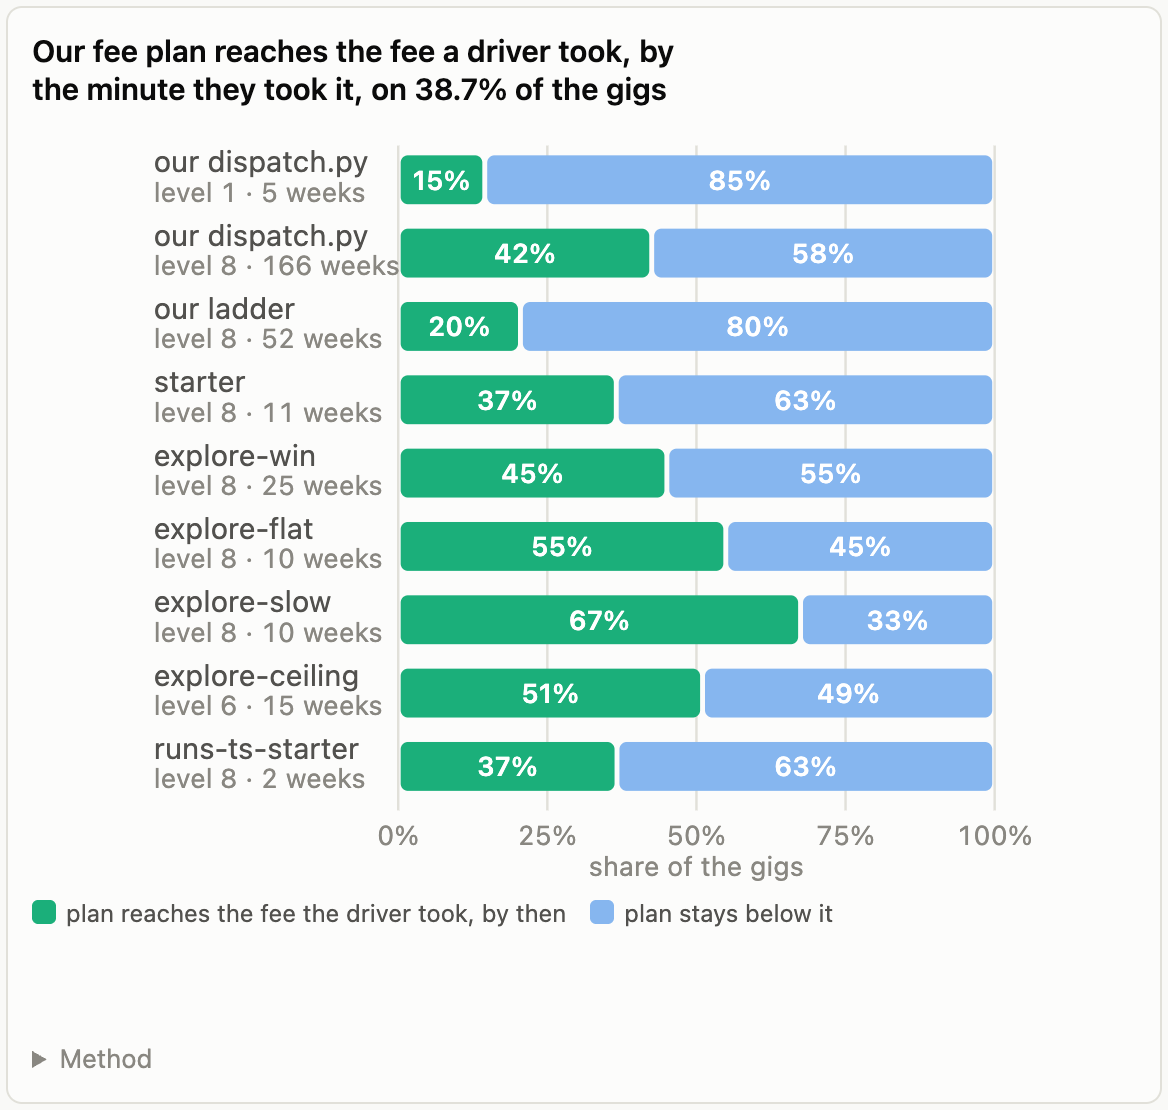 Our fee plan reaches the fee a driver took, by
the minute they took it, on 38.7% of the gigs
our dispatch.py
level 1 · 5 weeks
15%
85%
our dispatch.py
level 8 · 166 weeks
42%
58%
our ladder
level 8 · 52 weeks
20%
80%
starter
level 8 · 11 weeks
37%
63%
explore-win
level 8 · 25 weeks
45%
55%
explore-flat
level 8 · 10 weeks
55%
45%
explore-slow
level 8 · 10 weeks
67%
33%
explore-ceiling
level 6 · 15 weeks
51%
49%
runs-ts-starter
level 8 · 2 weeks
37%
63%
0% 25% 50% 75% 100%
share of the gigs
plan reaches the fee the driver took, by then
plan stays below it
Method